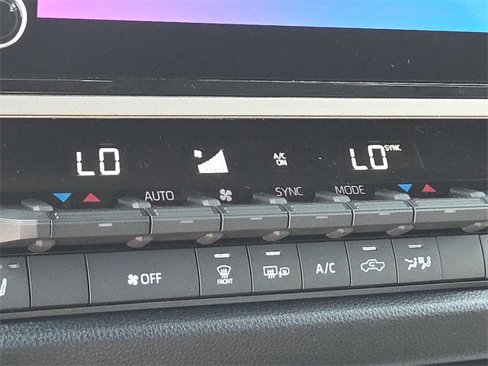 LO A/C ON LO SYNC
AUTO SYNC MODE
OFF FRONT A/C